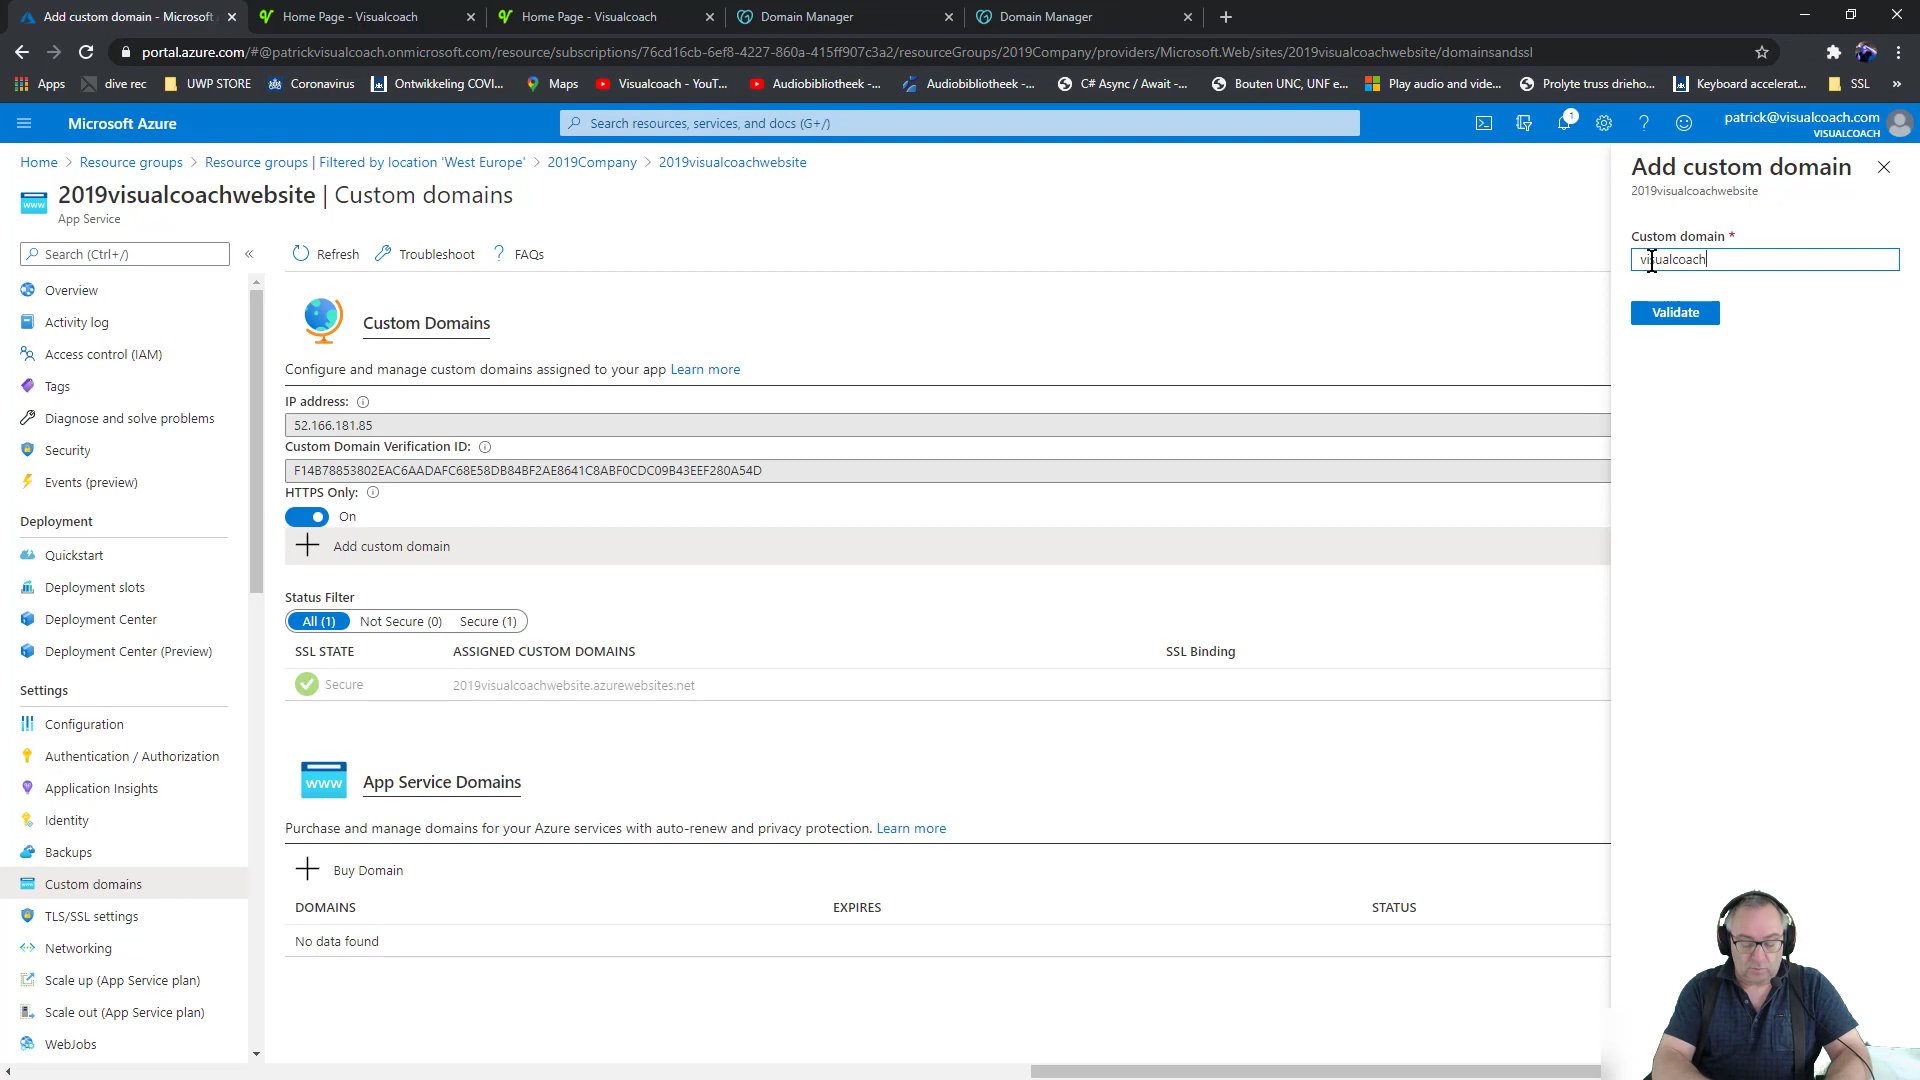 Add custom domain - Microsoft
Home Page - Visualcoach
Home Page - Visualcoach
Domain Manager
Domain Manager
portal.azure.com/#@patrickvisualcoach.onmicrosoft.com/resource/subscriptions/76cd16cb-6ef8-4227-860a-415ff907c3a2/resourceGroups/2019Company/providers/Microsoft.Web/sites/2019visualcoachwebsite/domainsandssl
Apps
dive rec
UWP STORE
Coronavirus
Ontwikkeling COVI...
Maps
Visualcoach - YouT...
Audiobibliotheek -...
Audiobibliotheek -...
C# Async / Await -...
Bouten UNC, UNF e...
Play audio and vide...
Prolyte truss drieho...
Keyboard accelerat...
SSL
»
Microsoft Azure
Search resources, services, and docs (G+/)
1
patrick@visualcoach.com
VISUALCOACH
Home > Resource groups > Resource groups | Filtered by location 'West Europe' > 2019Company > 2019visualcoachwebsite
2019visualcoachwebsite | Custom domains
App Service
Search (Ctrl+/)
«
Overview
Activity log
Access control (IAM)
Tags
Diagnose and solve problems
Security
Events (preview)
Deployment
Quickstart
Deployment slots
Deployment Center
Deployment Center (Preview)
Settings
Configuration
Authentication / Authorization
Application Insights
Identity
Backups
Custom domains
TLS/SSL settings
Networking
Scale up (App Service plan)
Scale out (App Service plan)
WebJobs
Refresh
Troubleshoot
? FAQs
Custom Domains
Configure and manage custom domains assigned to your app Learn more
IP address:
52.166.181.85
Custom Domain Verification ID:
F14B78853802EAC6AADAFC68E58DB84BF2AE8641C8ABF0CDC09B43EEF280A54D
HTTPS Only:
On
Add custom domain
Status Filter
All (1) Not Secure (0) Secure (1)
SSL STATE ASSIGNED CUSTOM DOMAINS SSL Binding
Secure 2019visualcoachwebsite.azurewebsites.net
www
App Service Domains
Purchase and manage domains for your Azure services with auto-renew and privacy protection. Learn more
Buy Domain
DOMAINS EXPIRES STATUS
No data found
Add custom domain
2019visualcoachwebsite
Custom domain *
visualcoach
Validate